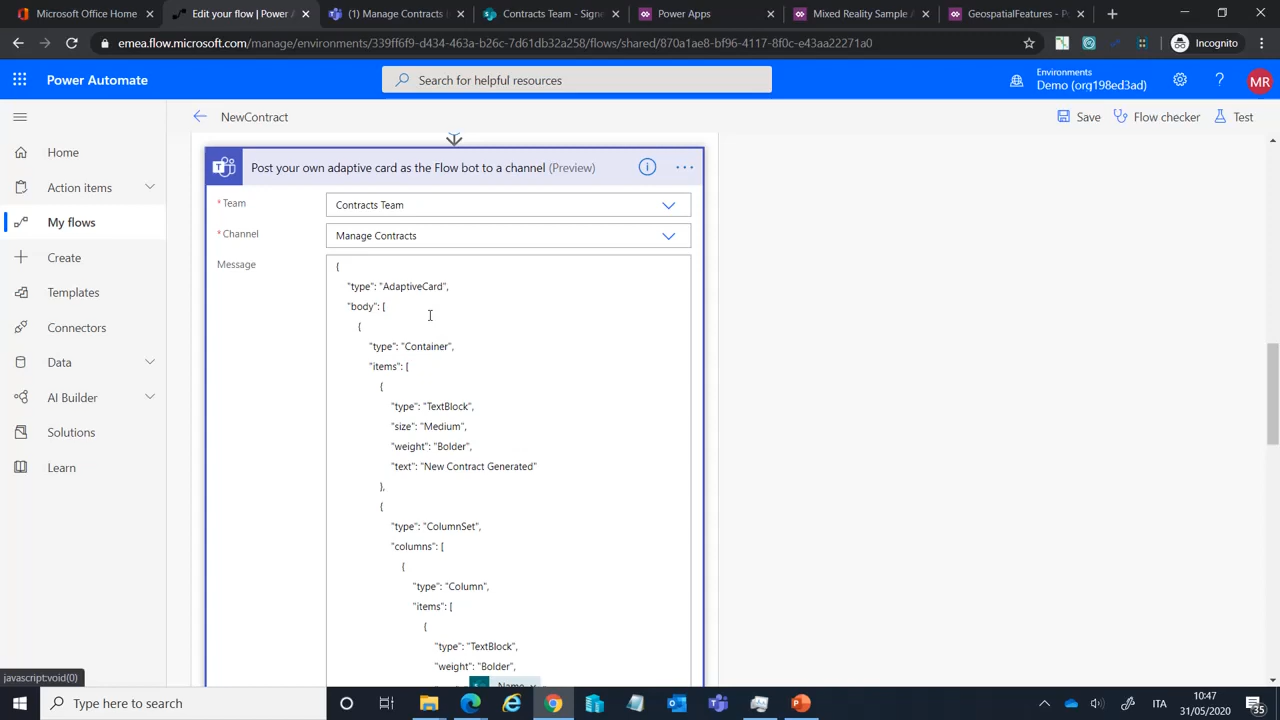 Microsoft Office Home
Edit your flow | Power
(1) Manage Contracts
Contracts Team - Signe
Power Apps
Mixed Reality Sample
GeospatialFeatures - P
emea.flow.microsoft.com/manage/environments/339ff6f9-d434-463a-b26c-7d61db32a258/flows/shared/870a1ae8-bf96-4117-8f0c-e43aa22271a0
Incognito
Power Automate
Search for helpful resources
Environments
Demo (org198ed3ad)
MR
NewContract
Save
Flow checker
Test
Home
Action items
My flows
Create
Templates
Connectors
Data
AI Builder
Solutions
Learn
Post your own adaptive card as the Flow bot to a channel (Preview)
* Team
Contracts Team
* Channel
Manage Contracts
Message
{
"type": "AdaptiveCard",
"body": [
{
"type": "Container",
"items": [
{
"type": "TextBlock",
"size": "Medium",
"weight": "Bolder",
"text": "New Contract Generated"
},
{
"type": "ColumnSet",
"columns": [
{
"type": "Column",
"items": [
{
"type": "TextBlock",
"weight": "Bolder",
Name
javascript:void(0)
Type here to search
ITA
10:47
31/05/2020
35